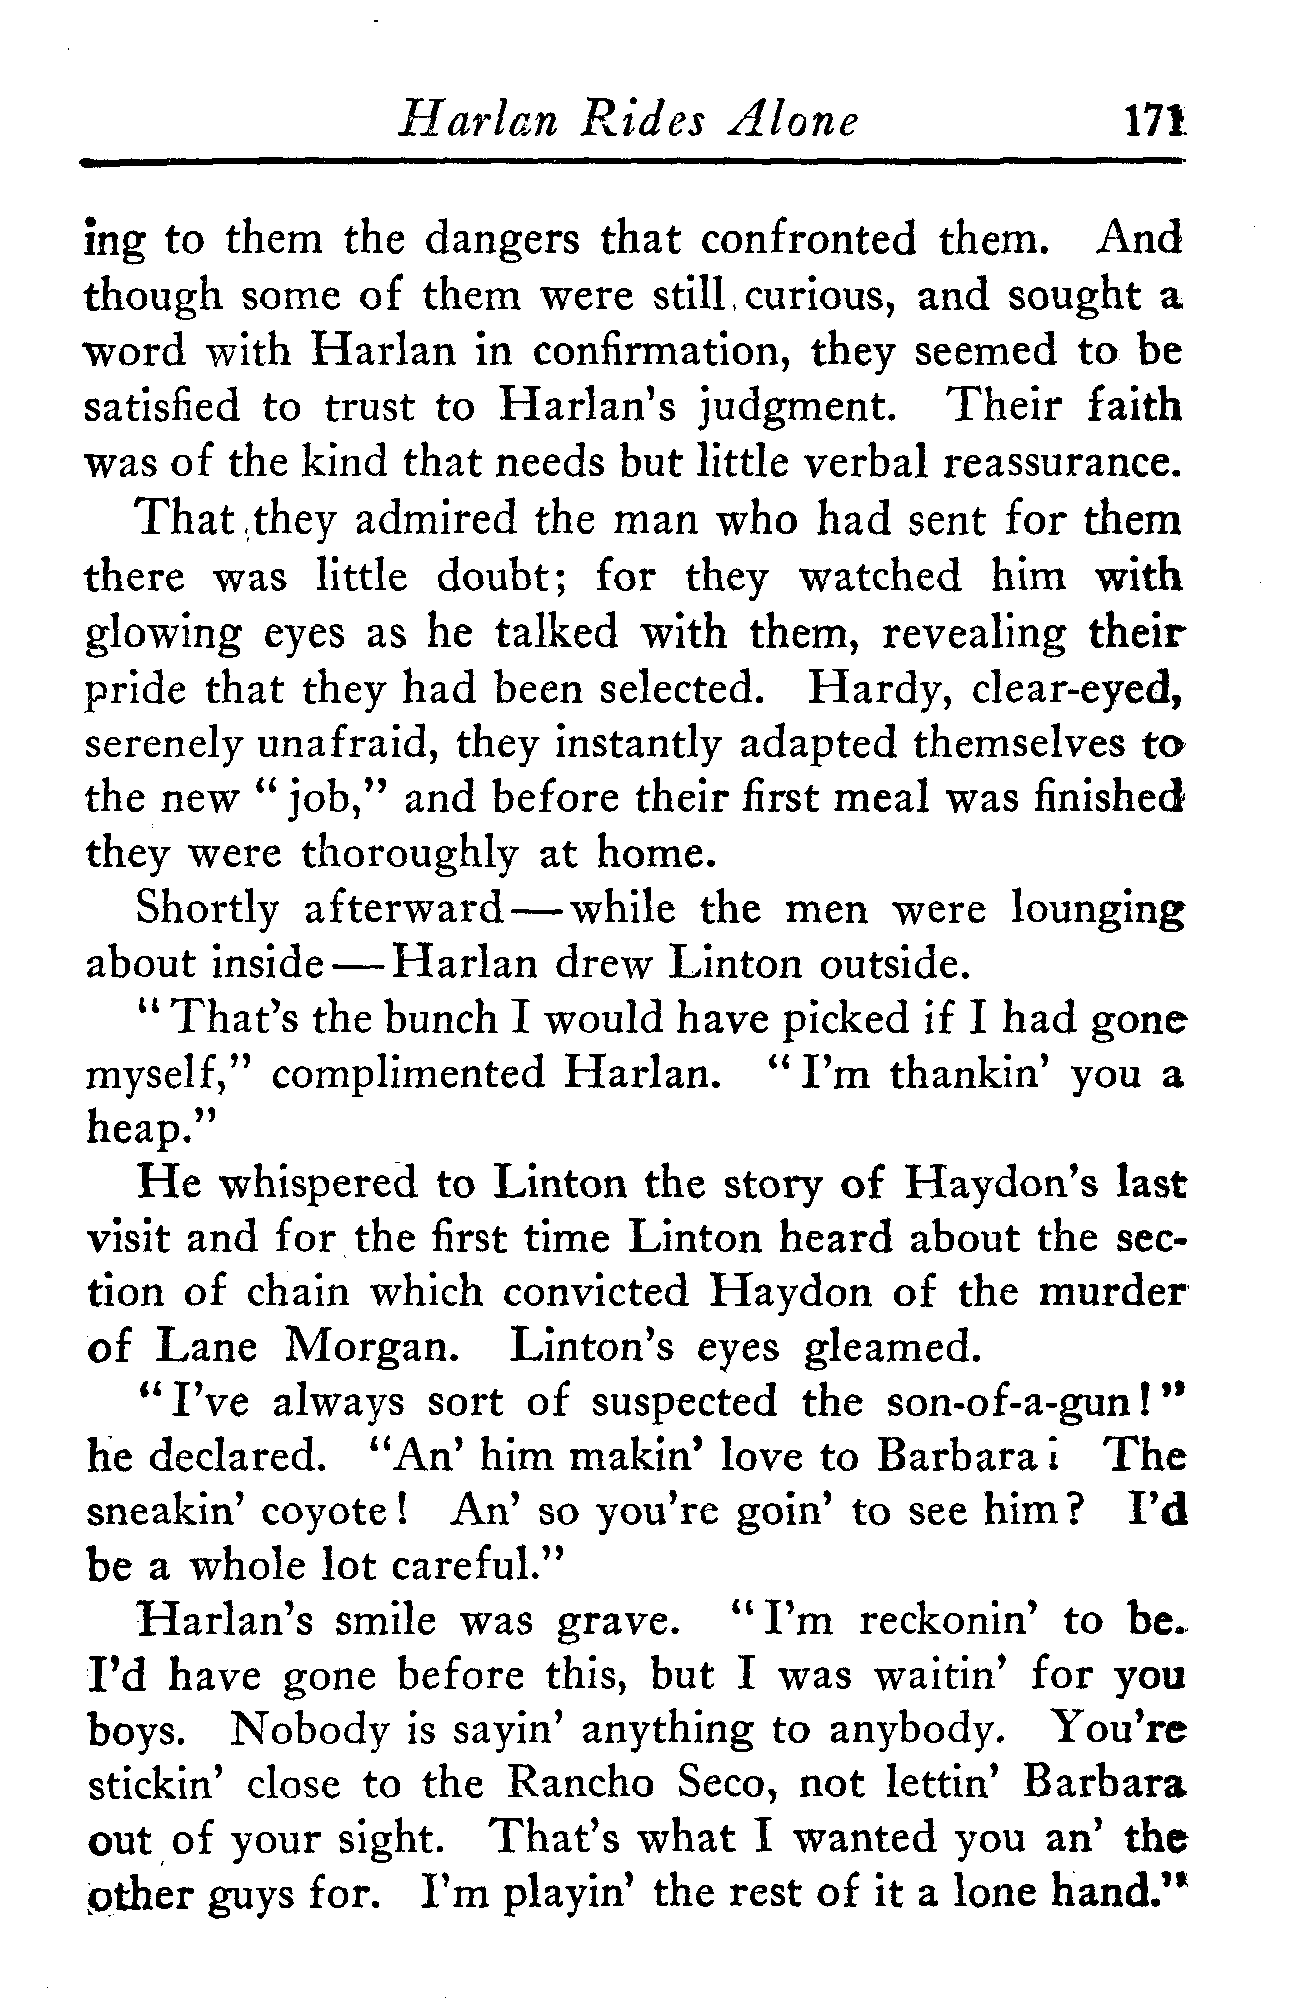 Harlan Rides Alone 171
ing to them the dangers that confronted them. And
though some of them were still curious, and sought a
word with Harlan in confirmation, they seemed to be
satisfied to trust to Harlan's judgment. Their faith
was of the kind that needs but little verbal reassurance.
That they admired the man who had sent for them
there was little doubt; for they watched him with
glowing eyes as he talked with them, revealing their
pride that they had been selected. Hardy, clear-eyed,
serenely unafraid, they instantly adapted themselves to
the new "job," and before their first meal was finished
they were thoroughly at home.
Shortly afterward—while the men were lounging
about inside—Harlan drew Linton outside.
"That's the bunch I would have picked if I had gone
myself," complimented Harlan. "I'm thankin' you a
heap."
He whispered to Linton the story of Haydon's last
visit and for the first time Linton heard about the sec-
tion of chain which convicted Haydon of the murder
of Lane Morgan. Linton's eyes gleamed.
"I've always sort of suspected the son-of-a-gun!"
he declared. "An' him makin' love to Barbara! The
sneakin' coyote! An' so you're goin' to see him? I'd
be a whole lot careful."
Harlan's smile was grave. "I'm reckonin' to be.
I'd have gone before this, but I was waitin' for you
boys. Nobody is sayin' anything to anybody. You're
stickin' close to the Rancho Seco, not lettin' Barbara
out of your sight. That's what I wanted you an' the
other guys for. I'm playin' the rest of it a lone hand."